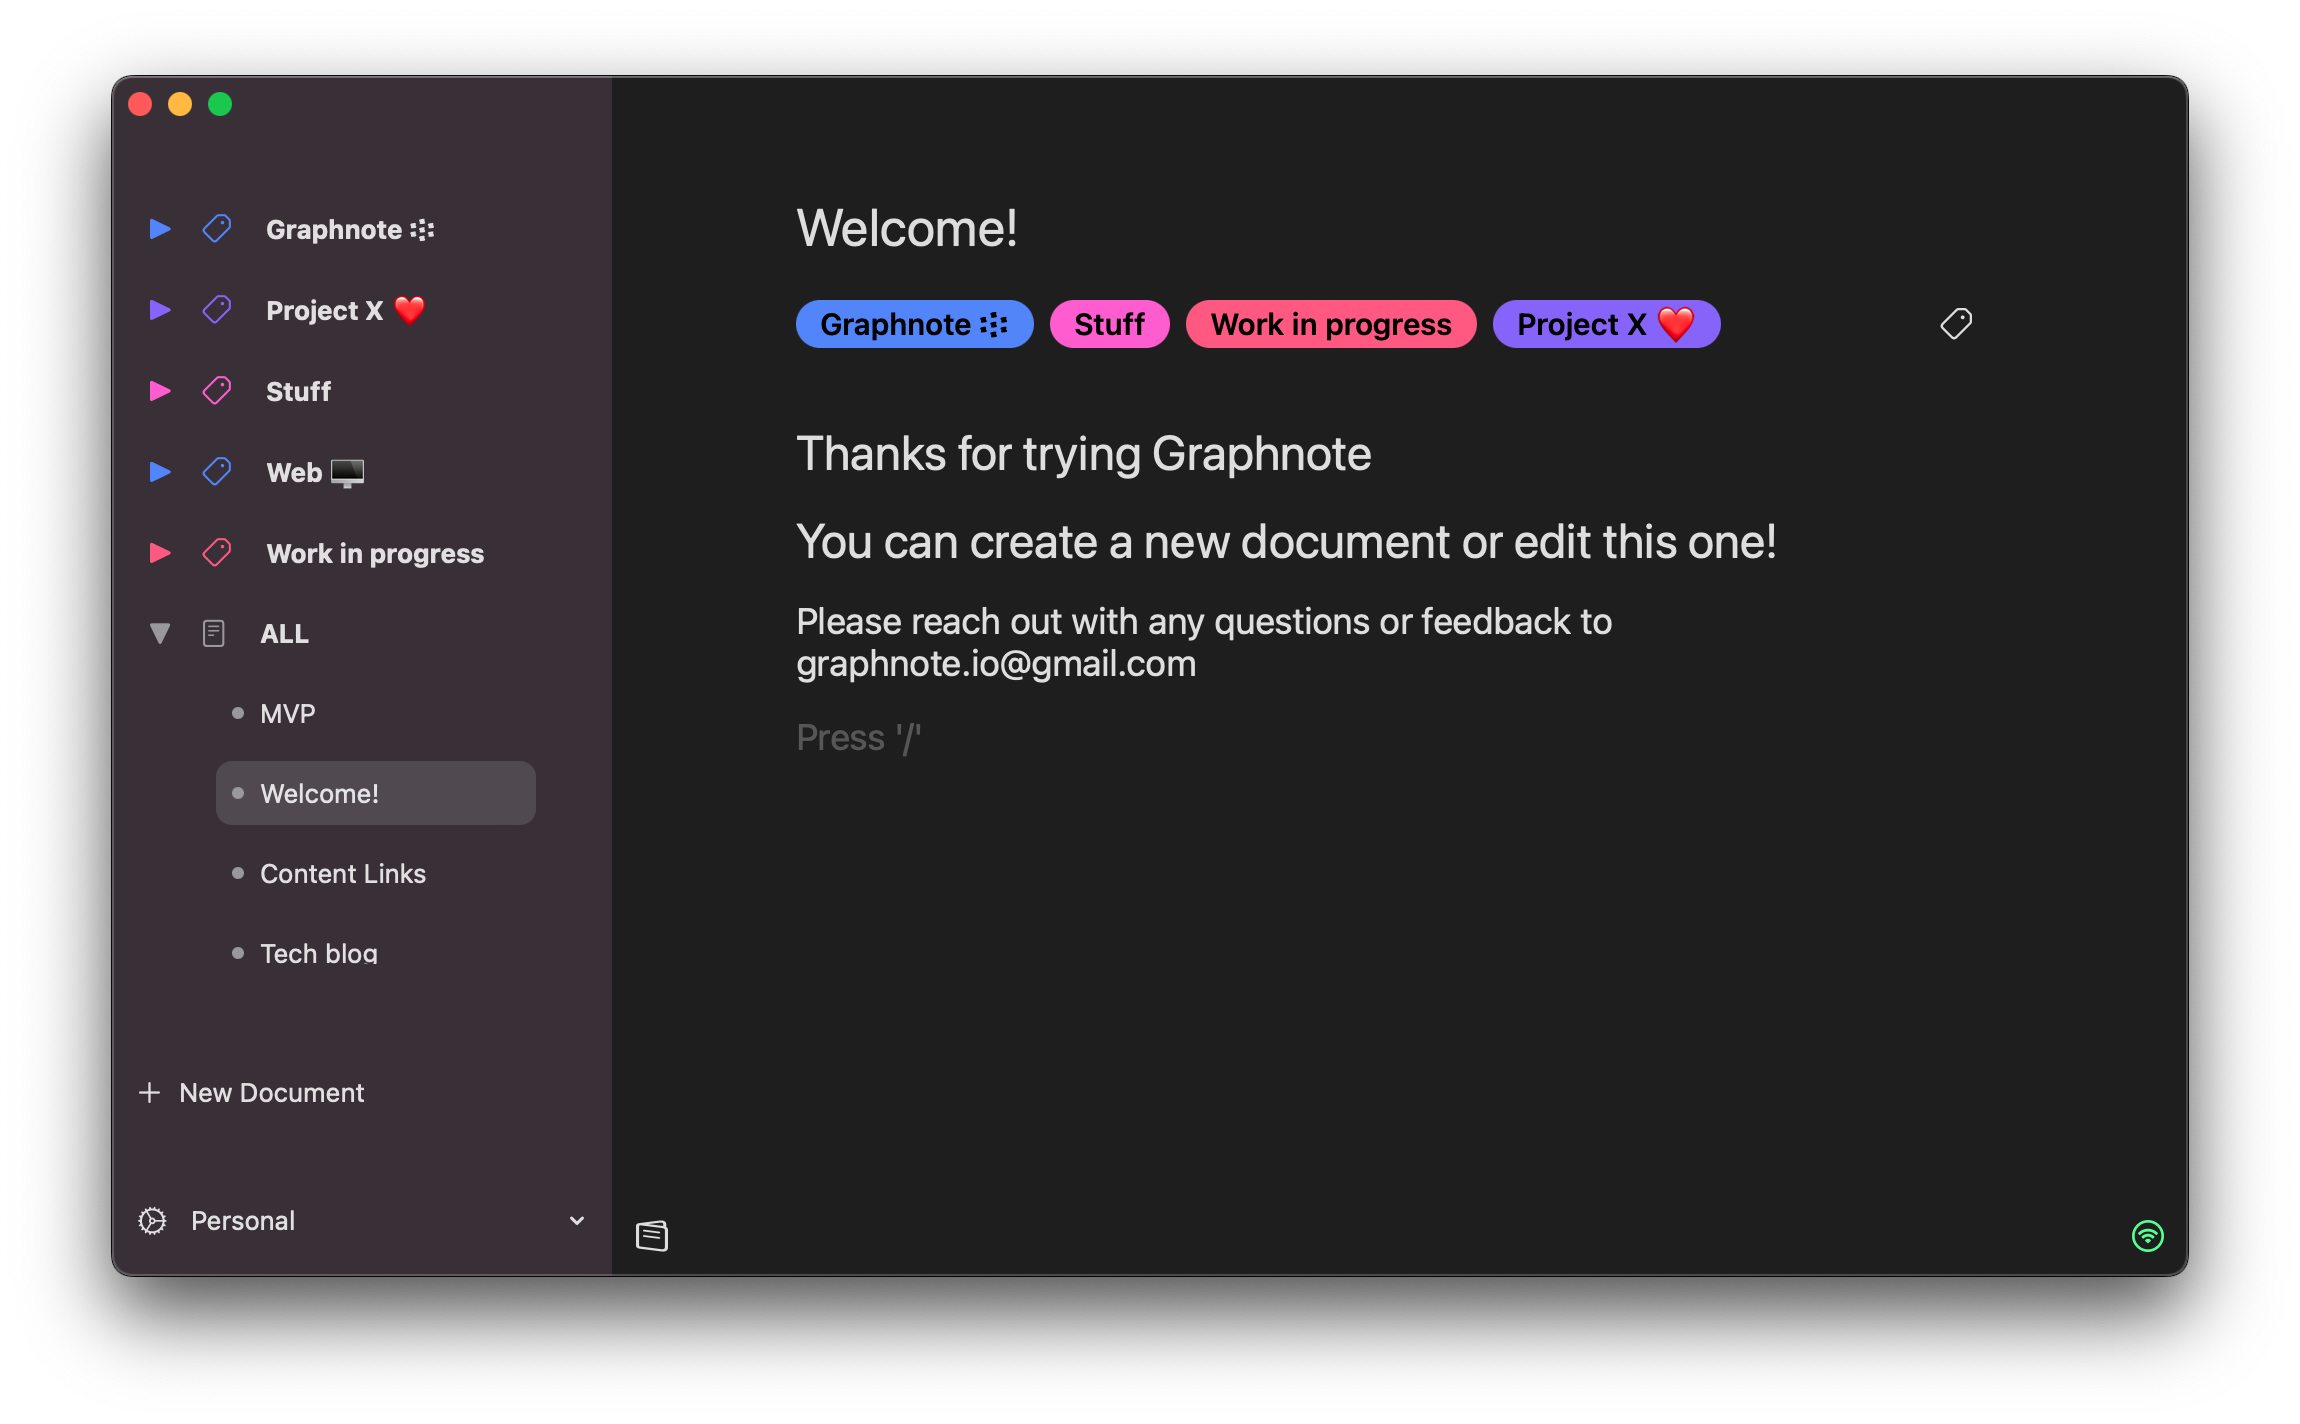 Graphnote
Project X ❤️
Stuff
Web 🖥️
Work in progress
ALL
MVP
Welcome!
Content Links
Tech blog
New Document
Personal
Welcome!
Graphnote Stuff Work in progress Project X ❤️
Thanks for trying Graphnote
You can create a new document or edit this one!
Please reach out with any questions or feedback to
graphnote.io@gmail.com
Press '/'